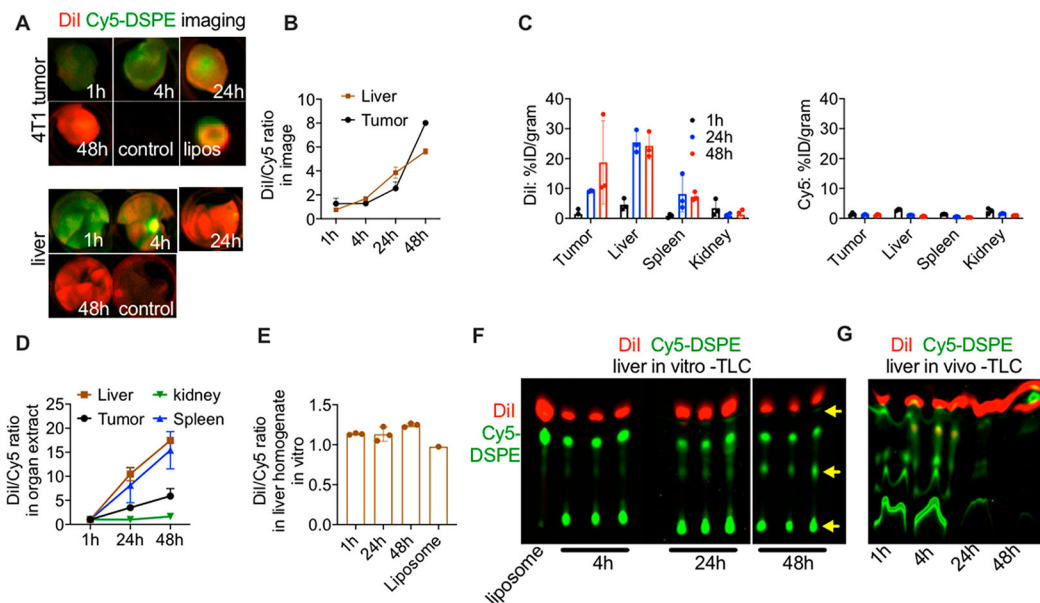 A
DiI Cy5-DSPE imaging
4T1 tumor
1h
4h
24h
48h
control
lipos
liver
1h
4h
24h
48h
control
B
DiI/Cy5 ratio
in image
10
8
6
4
2
0
Liver
Tumor
1h
4h
24h
48h
C
DiI: %ID/gram
40
30
20
10
0
1h
24h
48h
Tumor
Liver
Spleen
Kidney
Cy5: %ID/gram
40
30
20
10
0
Tumor
Liver
Spleen
Kidney
D
Liver
kidney
Tumor
Spleen
DiI/Cy5 ratio
in organ extract
25
20
15
10
5
0
1h
24h
48h
E
DiI/Cy5 ratio
in liver homogenate
in vitro
1.5
1.0
0.5
0.0
1h
24h
48h
Liposome
F
DiI Cy5-DSPE
liver in vitro -TLC
DiI
Cy5-
DSPE
liposome
4h
24h
48h
G
DiI Cy5-DSPE
liver in vivo -TLC
1h
4h
24h
48h